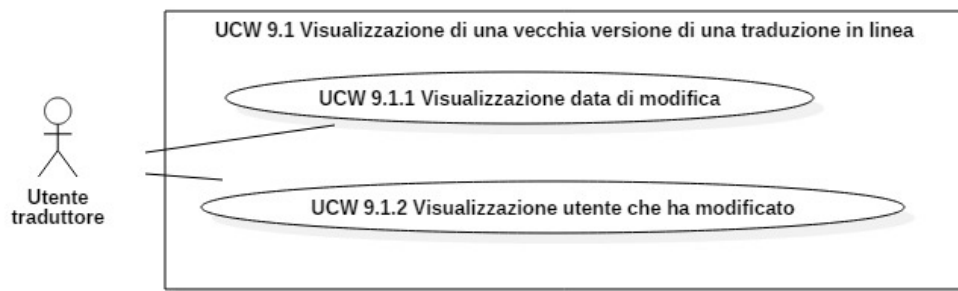 UCW 9.1 Visualizzazione di una vecchia versione di una traduzione in linea
UCW 9.1.1 Visualizzazione data di modifica
Utente
traduttore
UCW 9.1.2 Visualizzazione utente che ha modificato